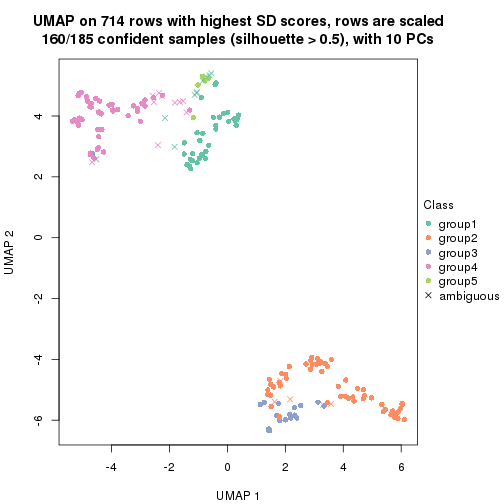 UMAP on 714 rows with highest SD scores, rows are scaled
160/185 confident samples (silhouette > 0.5), with 10 PCs
4
2
0
-2
-4
-6
UMAP 2
-4
-2
0
2
4
6
UMAP 1
Class
group1
group2
group3
group4
group5
ambiguous